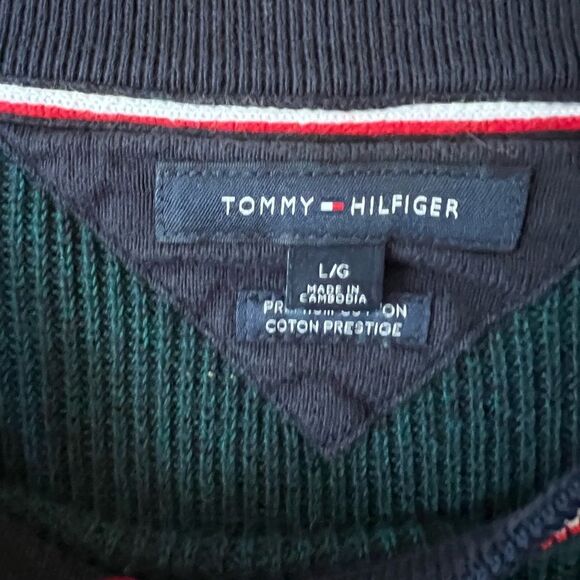 TOMMY HILFIGER
L/G
MADE IN
CAMBODIA
COTON PRESTIGE